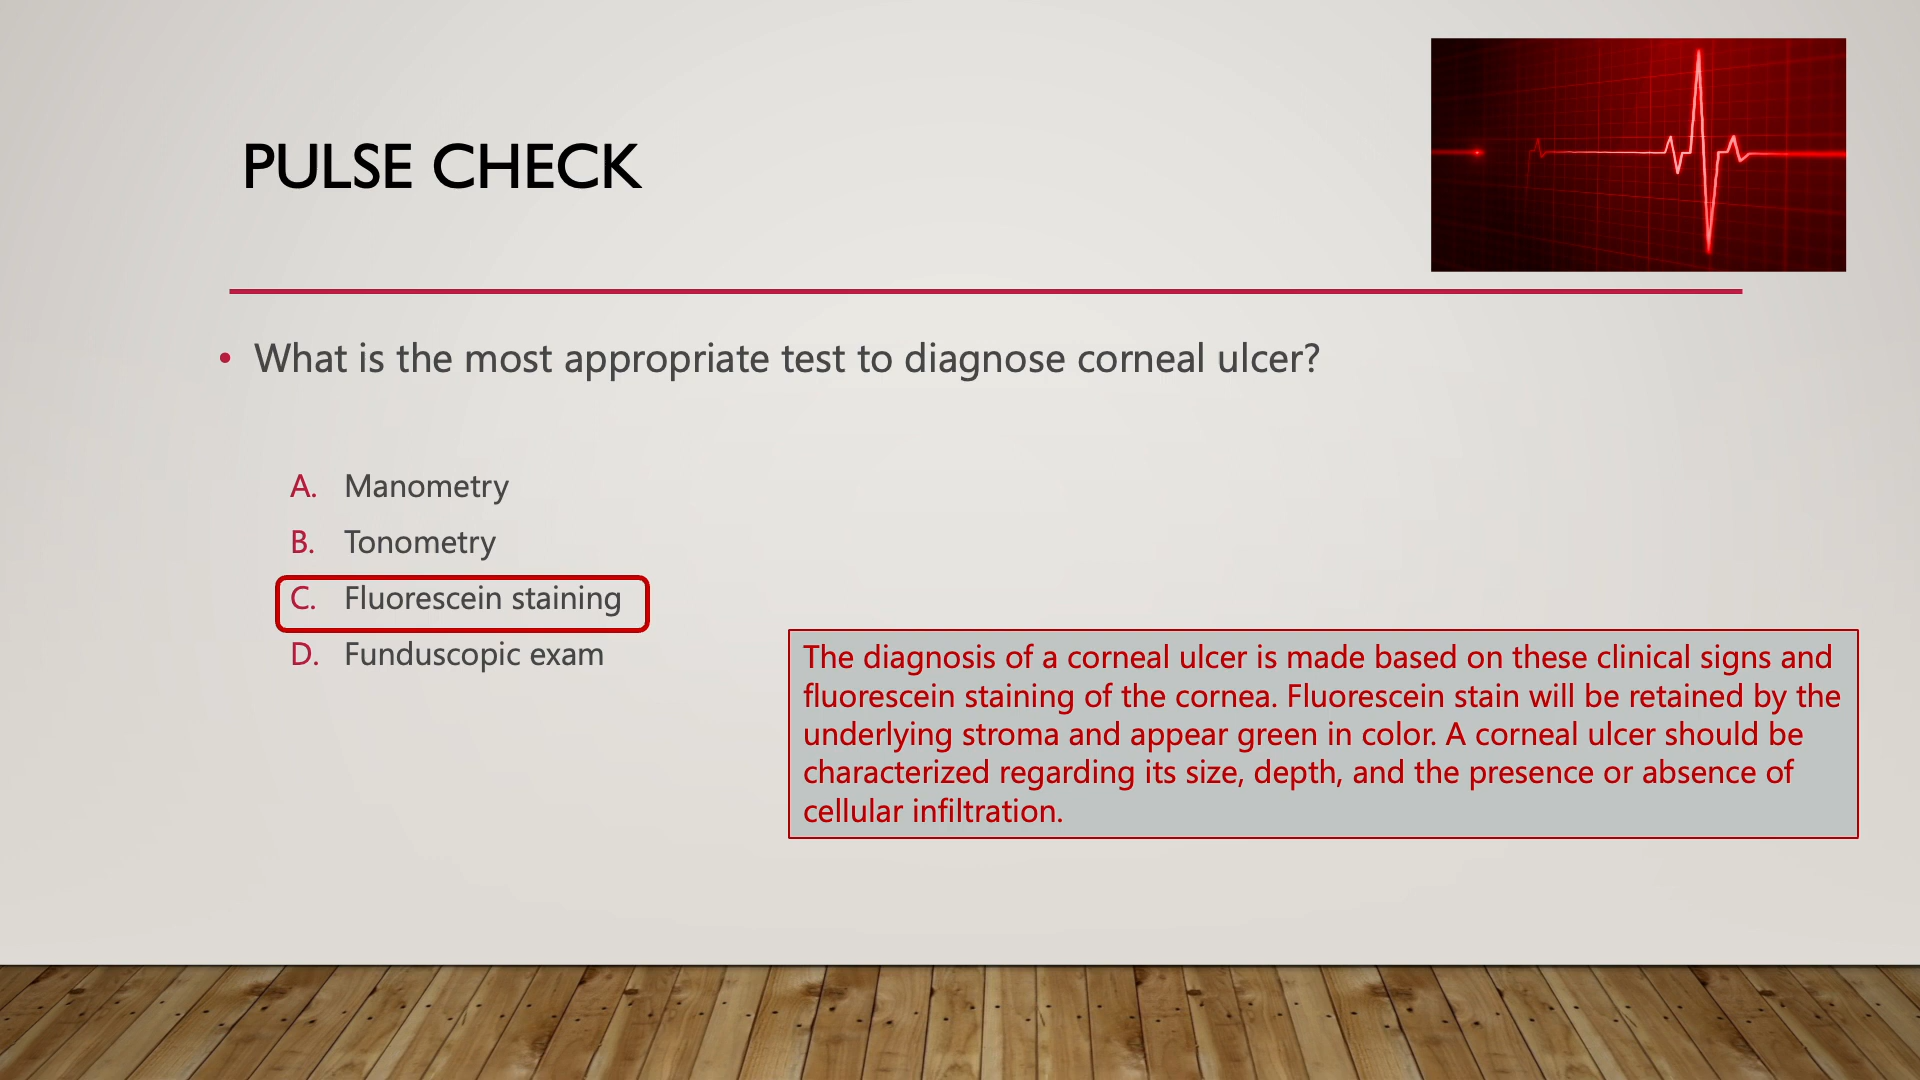 PULSE CHECK
• What is the most appropriate test to diagnose corneal ulcer?
A. Manometry
B. Tonometry
C. Fluorescein staining
D. Funduscopic exam
The diagnosis of a corneal ulcer is made based on these clinical signs and
fluorescein staining of the cornea. Fluorescein stain will be retained by the
underlying stroma and appear green in color. A corneal ulcer should be
characterized regarding its size, depth, and the presence or absence of
cellular infiltration.